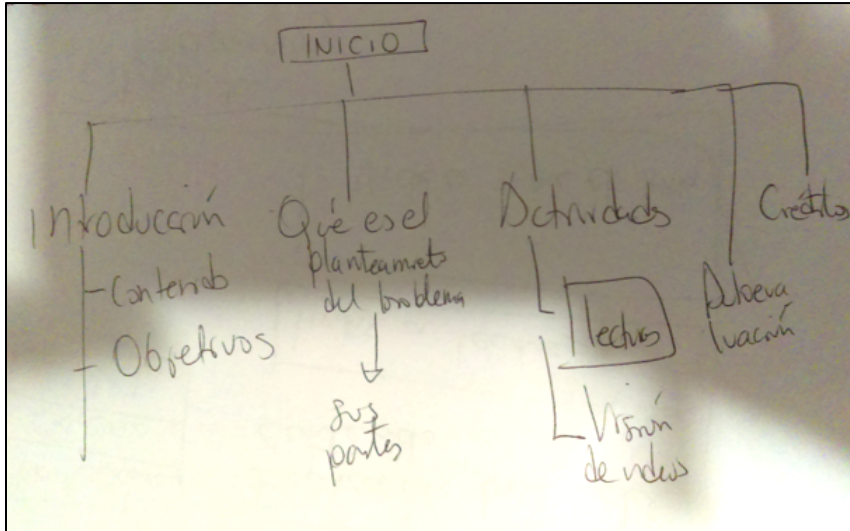 INICIO
Introducción
Contenido
Objetivos
Qué es el
planteamiento
del problema
sus
partes
Actividades
lecturas
Visión
de videos
Autoeva
luación
Créditos